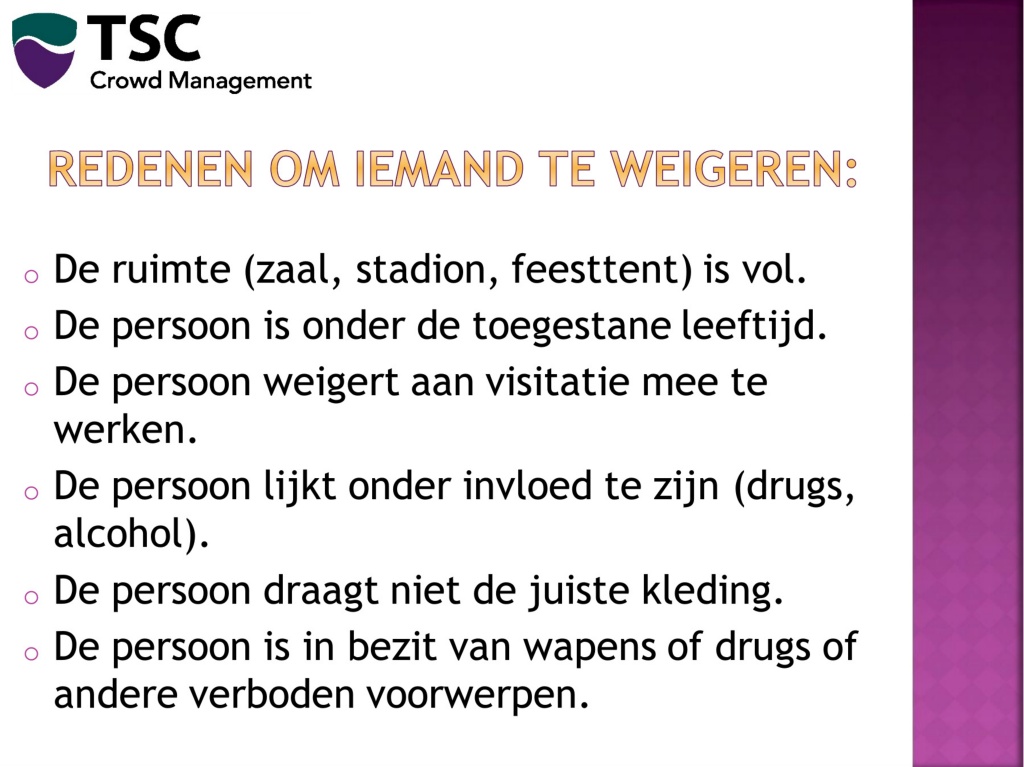 TSC
Crowd Management
REDENEN OM IEMAND TE WEIGEREN:
o De ruimte (zaal, stadion, feesttent) is vol.
o De persoon is onder de toegestane leeftijd.
o De persoon weigert aan visitatie mee te
werken.
o De persoon lijkt onder invloed te zijn (drugs,
alcohol).
o De persoon draagt niet de juiste kleding.
o De persoon is in bezit van wapens of drugs of
andere verboden voorwerpen.